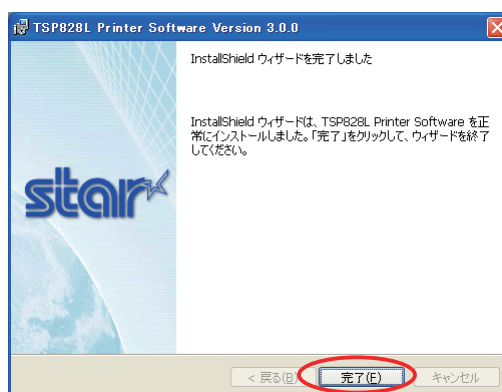 TSP828L Printer Software Version 3.0.0
InstallShield ウィザードを完了しました
InstallShield ウィザードは、TSP828L Printer Software を正
常にインストールしました。「完了」をクリックして、ウィザードを終了
してください。
star
< 戻る(B)
完了(F)
キャンセル